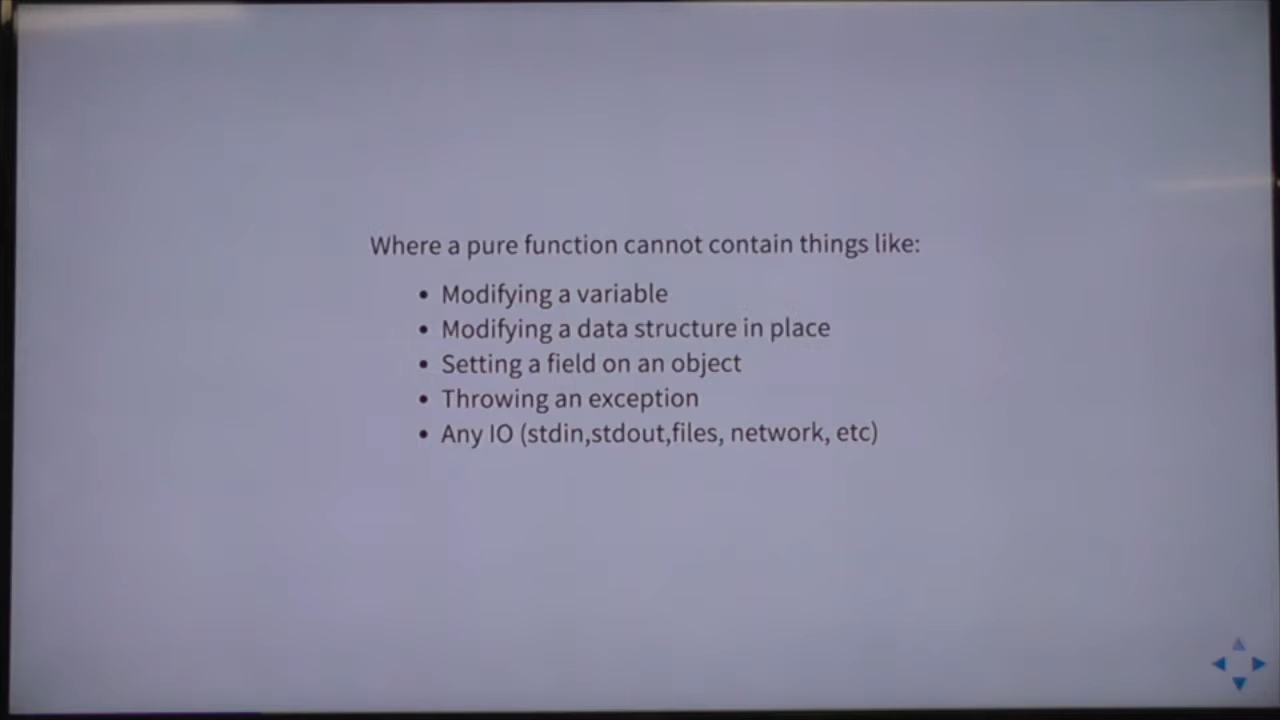 Where a pure function cannot contain things like:
• Modifying a variable
• Modifying a data structure in place
• Setting a field on an object
• Throwing an exception
• Any IO (stdin,stdout,files, network, etc)